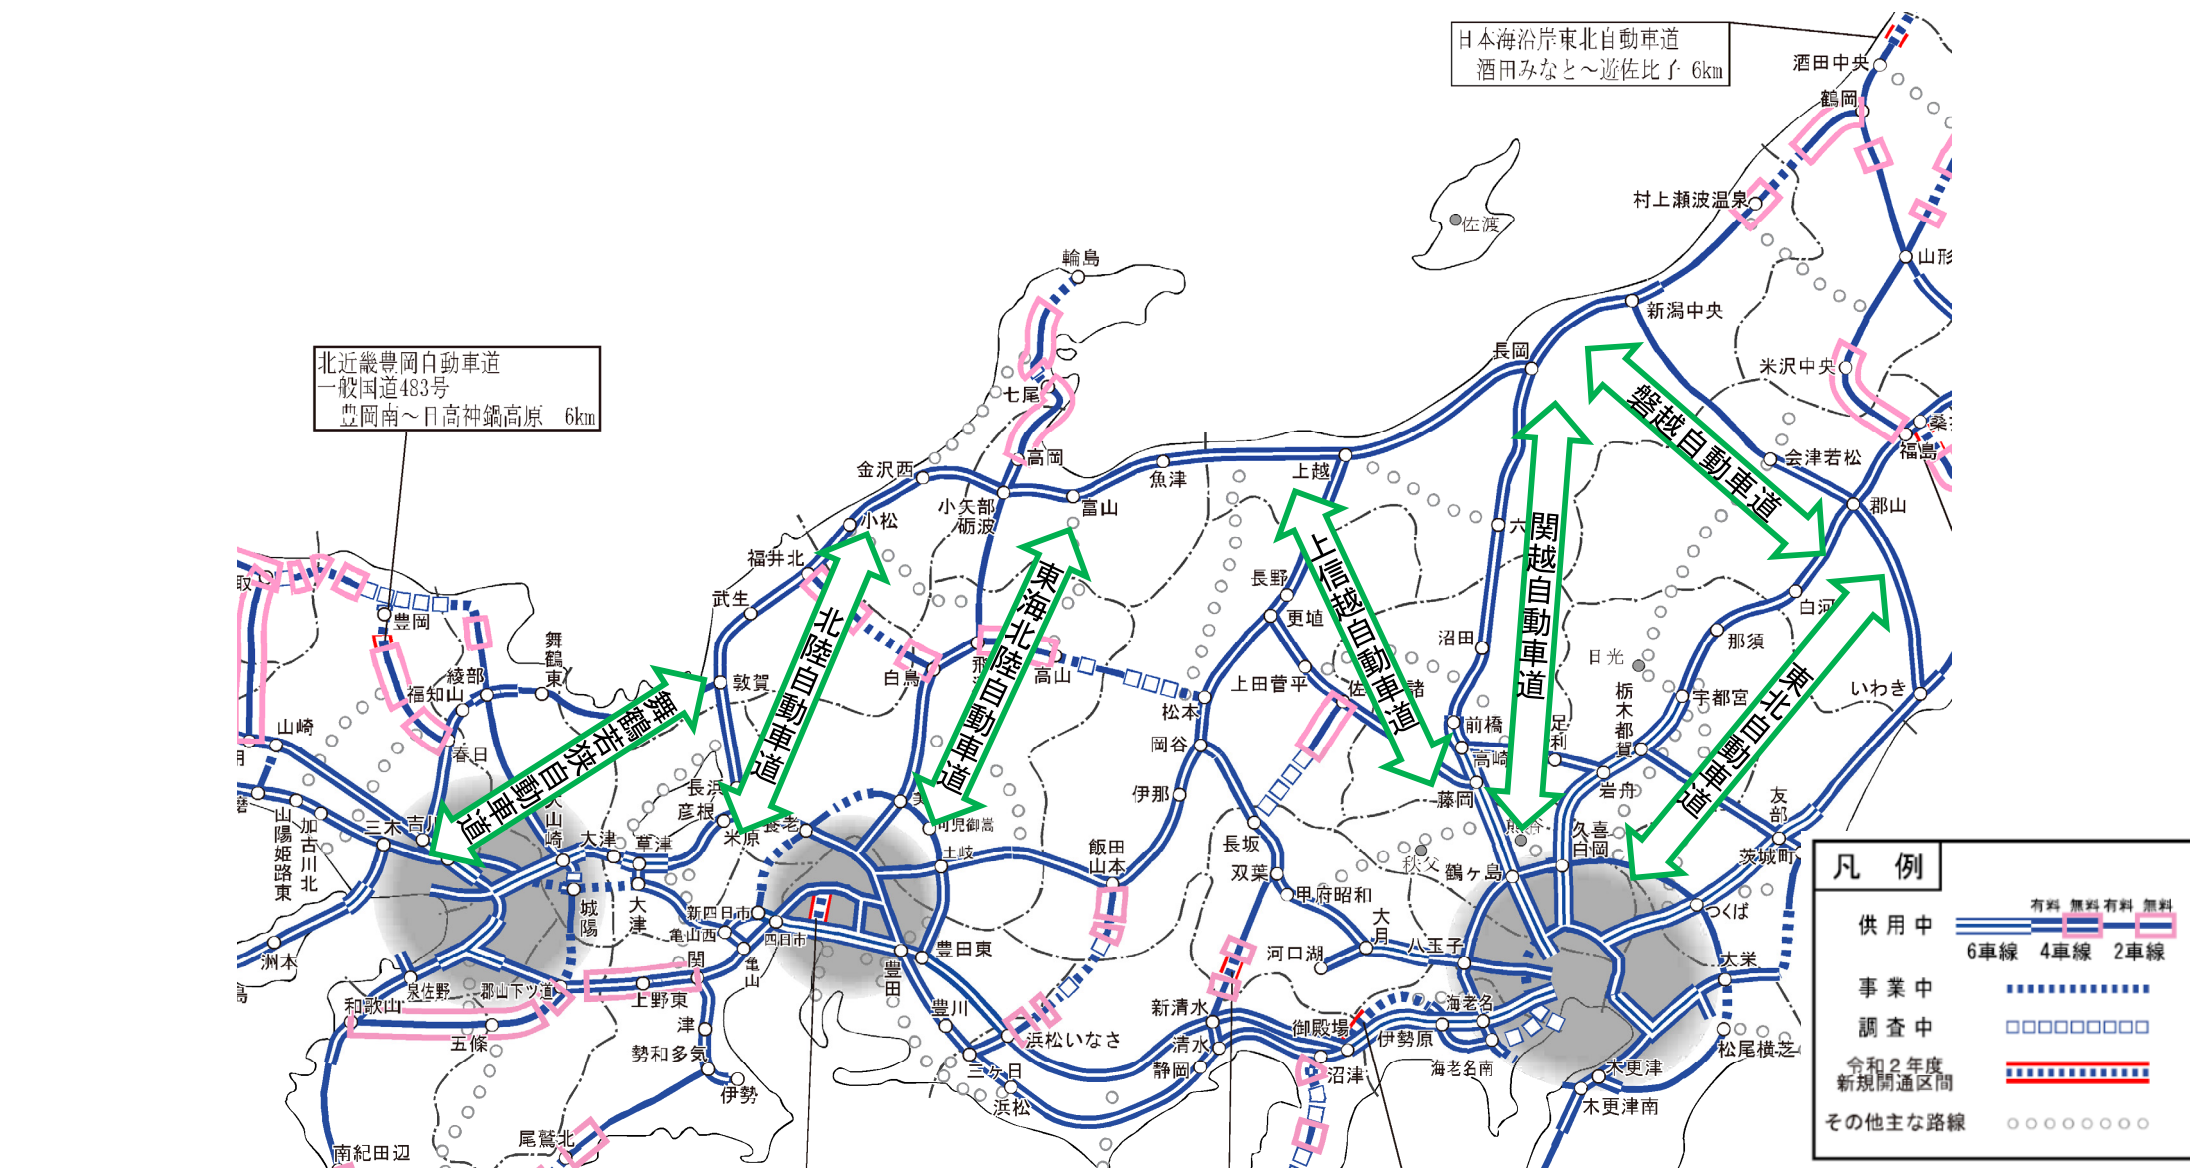 日本海沿岸東北自動車道
酒田みなと～遊佐比子 6km
酒田中央
鶴岡
村上瀬波温泉
佐渡
山形
輪島
新潟中央
長岡
米沢中央
北近畿豊岡自動車道
一般国道483号
豊岡南～日高神鍋高原 6km
七尾
磐越自動車道
福島
会津若松
高岡
金沢西
魚津
上越
小矢部
砺波
富山
郡山
小松
関越自動車道
福井北
上信越自動車道
東海北陸自動車道
長野
武生
北陸自動車道
更埴
白河
豊岡
舞鶴東
沼田
那須
日光
綾部
福知山
敦賀
白鳥
高山
上田菅平
松本
栃木都賀
宇都宮
いわき
東北自動車道
舞鶴若狭自動車道
山崎
春日
岡谷
前橋
高崎
足利
長浜
彦根
伊那
藤岡
岩舟
友部
山陽姫路東
加古川北
三木
吉川
大山崎
大津
草津
米原
養老
可児御嵩
土岐
飯田
山本
長坂
双葉
秩父
鶴ヶ島
久喜
白岡
茨城町
甲府昭和
城陽
大津
新四日市
亀山西
四日市
亀山
豊田
豊田東
大月
八王子
河口湖
つくば
洲本
泉佐野
郡山下ツ道
関
上野東
大栄
和歌山
五條
津
勢和多気
伊勢
豊川
浜松いなさ
三ヶ日
浜松
新清水
清水
静岡
御殿場
沼津
伊勢原
海老名
海老名南
木更津
木更津南
松尾横芝
尾鷲北
南紀田辺
凡 例
有料 無料 有料 無料
供用中
6車線 4車線 2車線
事業中
調査中
令和2年度
新規開通区間
その他主な路線